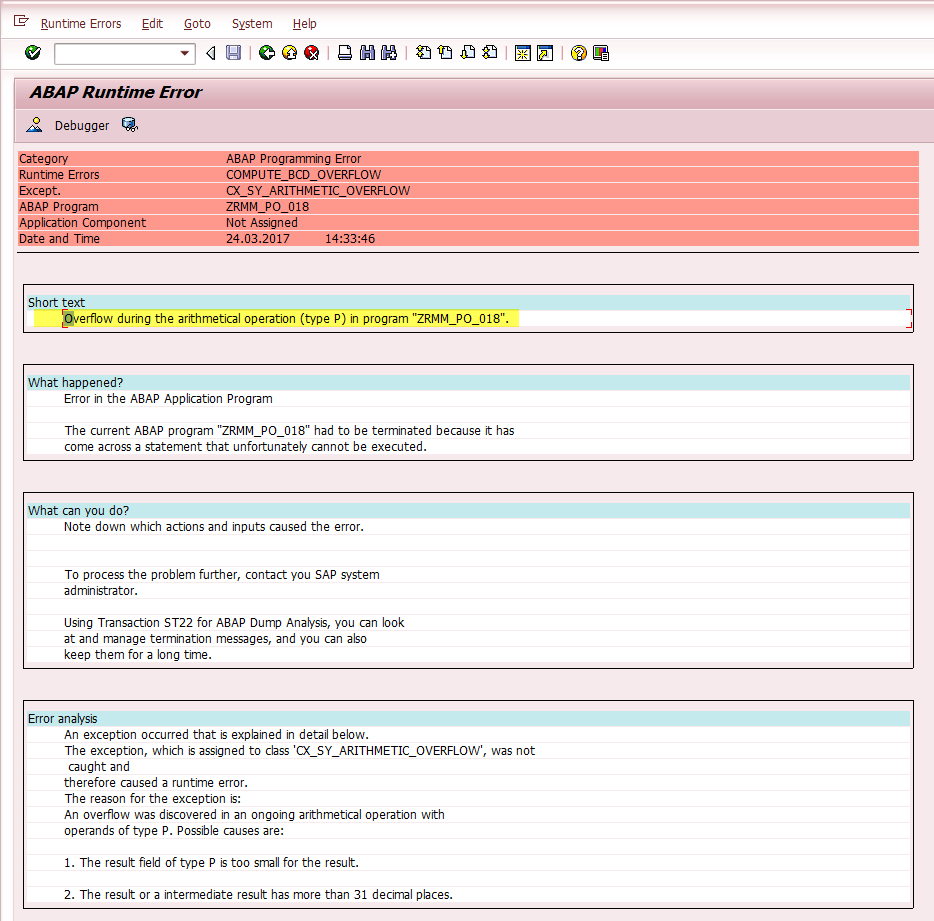 Runtime Errors Edit Goto System Help
ABAP Runtime Error
Debugger
Category ABAP Programming Error
Runtime Errors COMPUTE_BCD_OVERFLOW
Except. CX_SY_ARITHMETIC_OVERFLOW
ABAP Program ZRMM_PO_018
Application Component Not Assigned
Date and Time 24.03.2017 14:33:46
Short text
Overflow during the arithmetical operation (type P) in program "ZRMM_PO_018".
What happened?
Error in the ABAP Application Program
The current ABAP program "ZRMM_PO_018" had to be terminated because it has
come across a statement that unfortunately cannot be executed.
What can you do?
Note down which actions and inputs caused the error.
To process the problem further, contact you SAP system
administrator.
Using Transaction ST22 for ABAP Dump Analysis, you can look
at and manage termination messages, and you can also
keep them for a long time.
Error analysis
An exception occurred that is explained in detail below.
The exception, which is assigned to class 'CX_SY_ARITHMETIC_OVERFLOW', was not
caught and
therefore caused a runtime error.
The reason for the exception is:
An overflow was discovered in an ongoing arithmetical operation with
operands of type P. Possible causes are:
1. The result field of type P is too small for the result.
2. The result or a intermediate result has more than 31 decimal places.